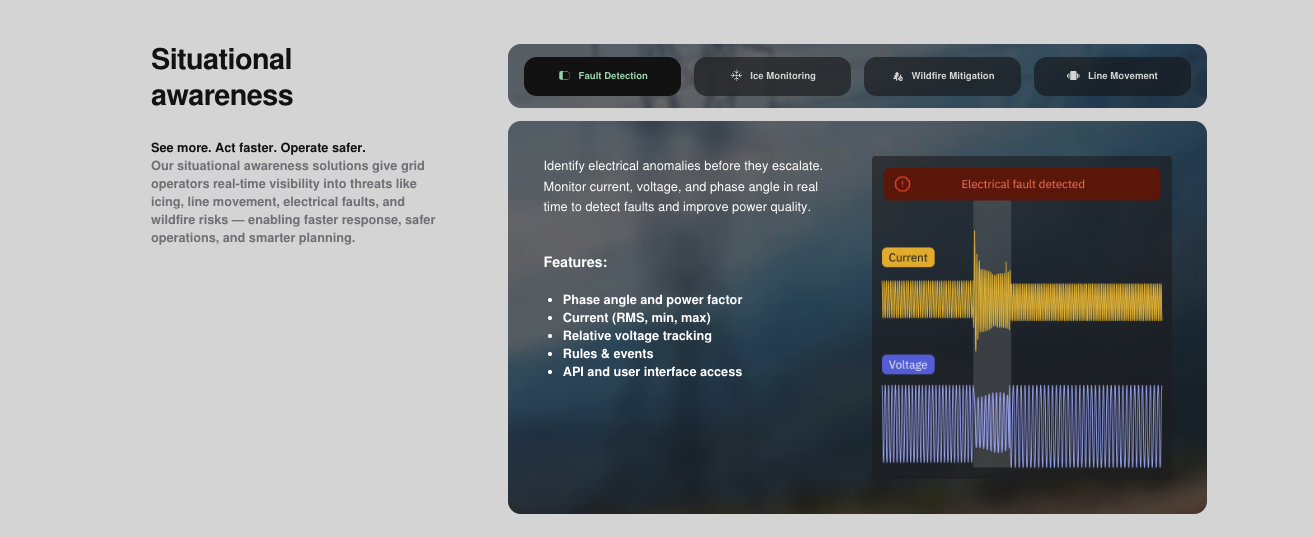 Situational
awareness
See more. Act faster. Operate safer.
Our situational awareness solutions give grid
operators real-time visibility into threats like
icing, line movement, electrical faults, and
wildfire risks — enabling faster response, safer
operations, and smarter planning.
Fault Detection
Ice Monitoring
Wildfire Mitigation
Line Movement
Identify electrical anomalies before they escalate.
Monitor current, voltage, and phase angle in real
time to detect faults and improve power quality.
Features:
• Phase angle and power factor
• Current (RMS, min, max)
• Relative voltage tracking
• Rules & events
• API and user interface access
Electrical fault detected
Current
Voltage